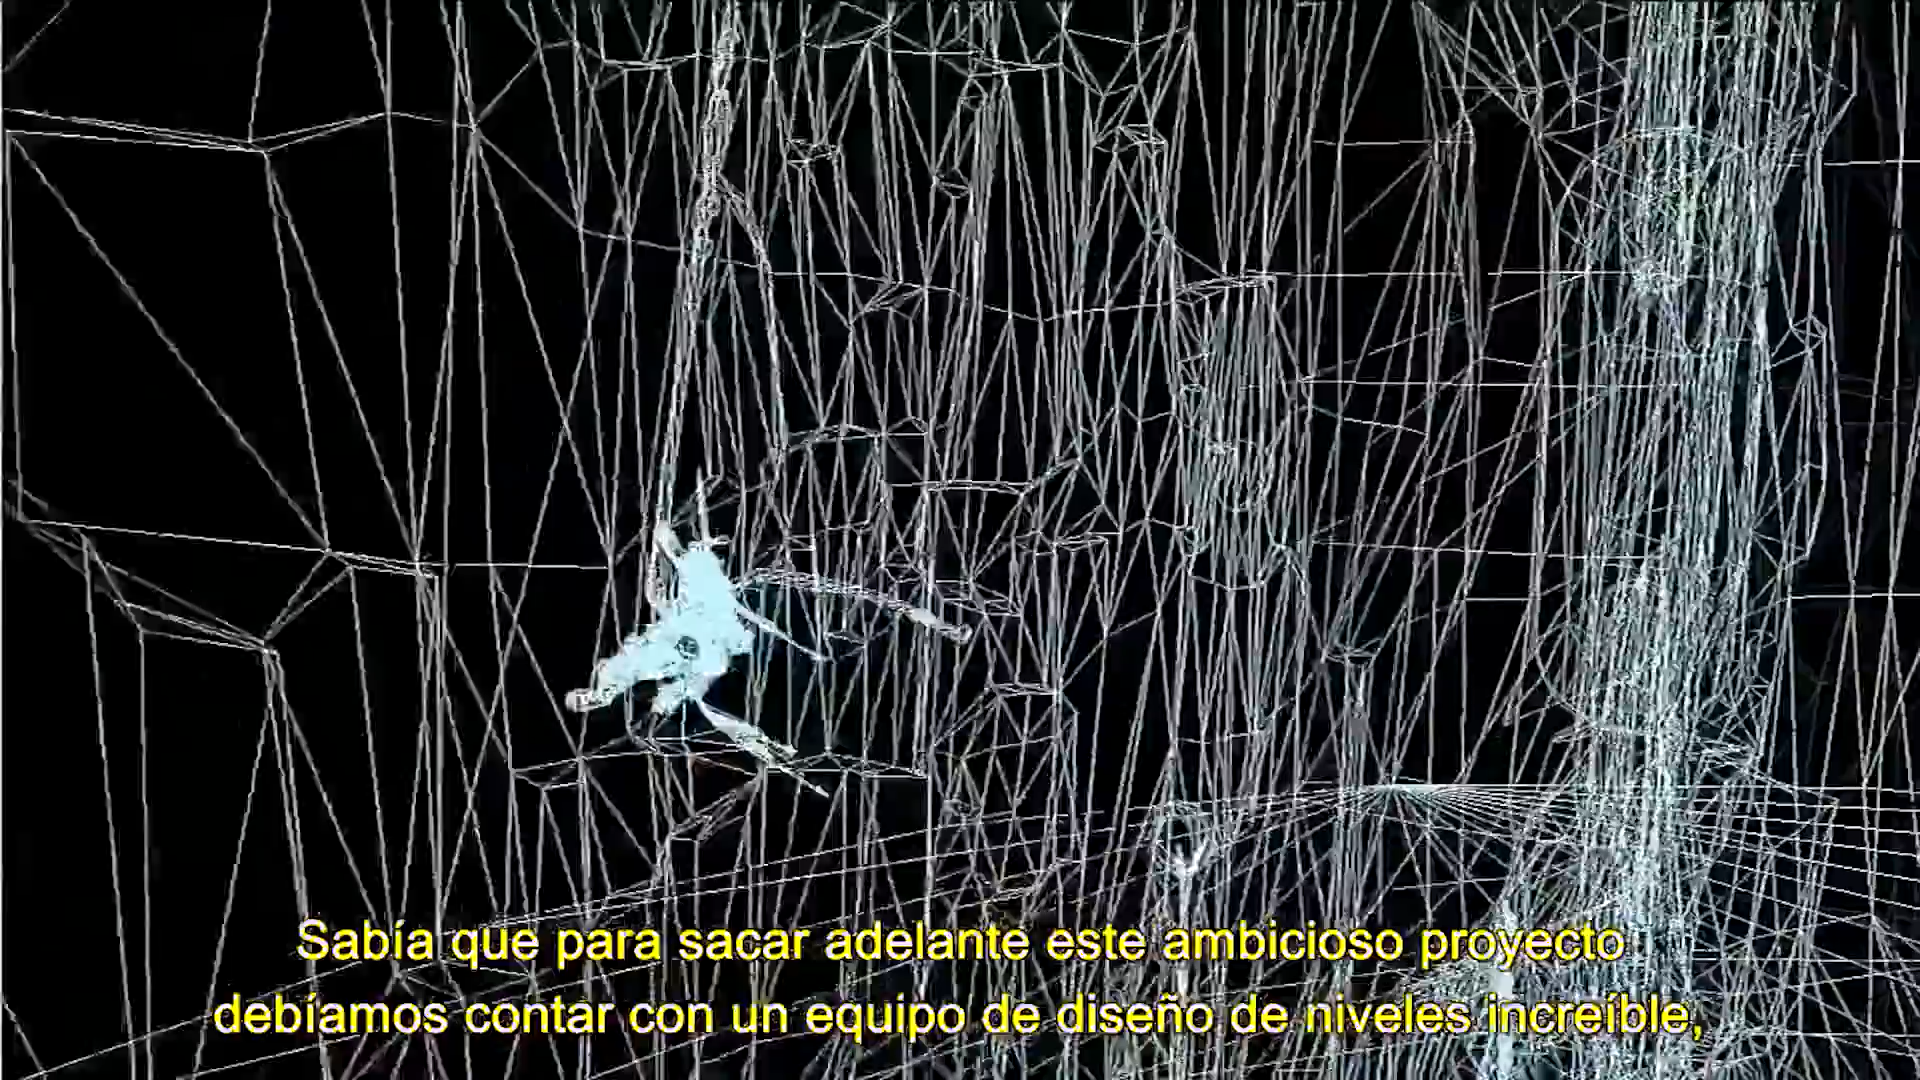 Sabía que para sacar adelante este ambicioso proyecto
debíamos contar con un equipo de diseño de niveles increíble,